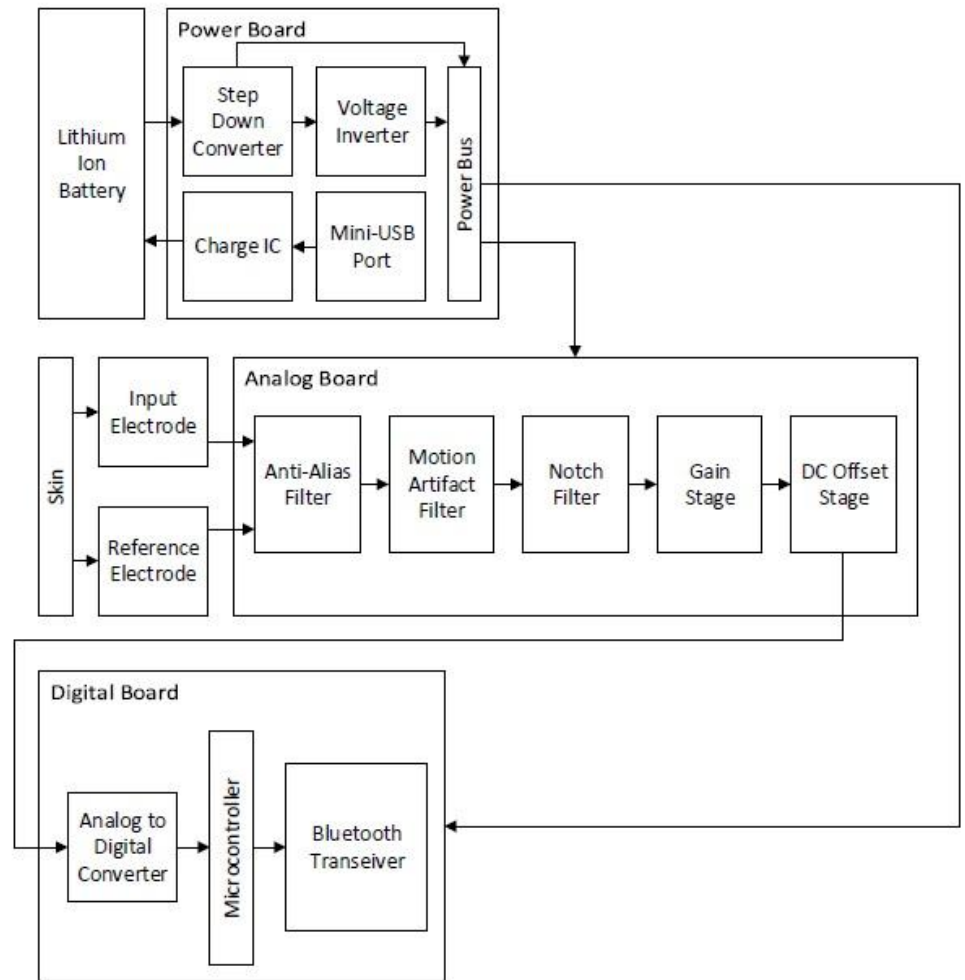 Power Board
Lithium
Ion
Battery
Step
Down
Converter
Voltage
Inverter
Power Bus
Charge IC
Mini-USB
Port
Skin
Input
Electrode
Reference
Electrode
Analog Board
Anti-Alias
Filter
Motion
Artifact
Filter
Notch
Filter
Gain
Stage
DC Offset
Stage
Digital Board
Analog to
Digital
Converter
Microcontroller
Bluetooth
Transeiver